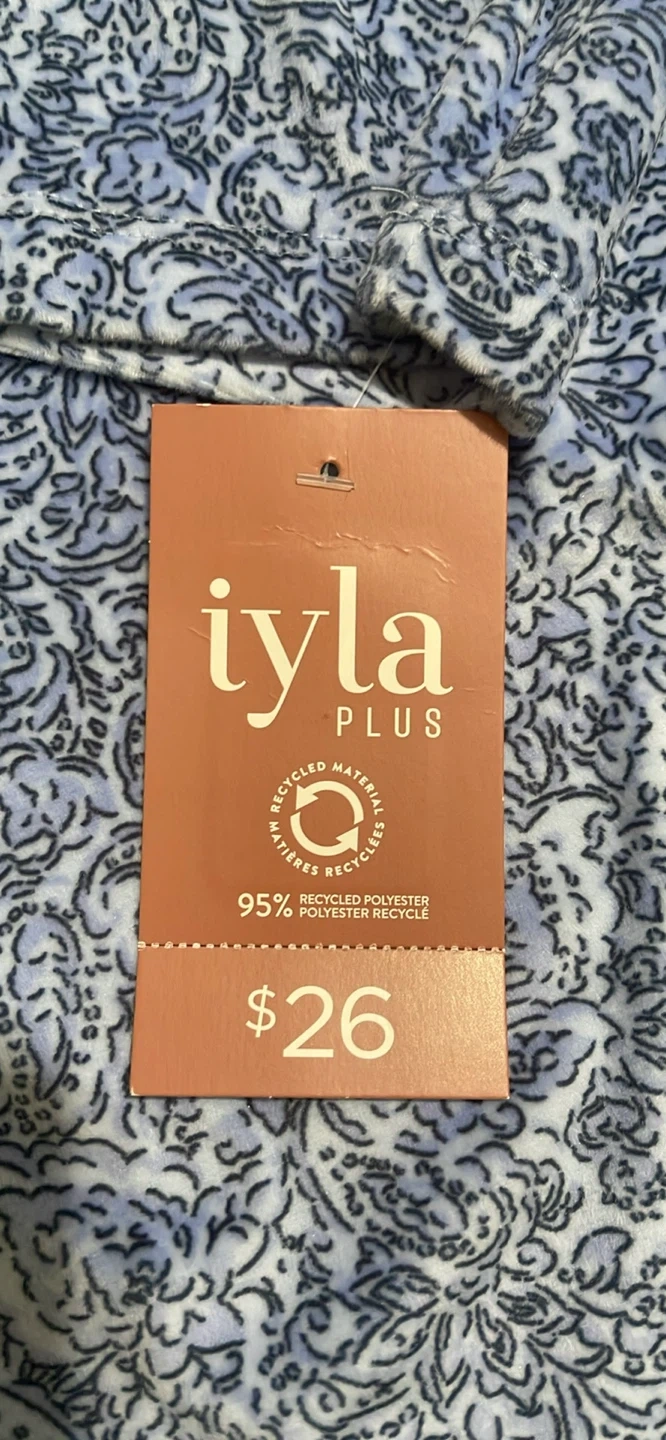 iyla
PLUS
RECYCLED MATERIAL
MATIÈRES RECYCLÉES
95% RECYCLED POLYESTER
POLYESTER RECYCLÉ
$26